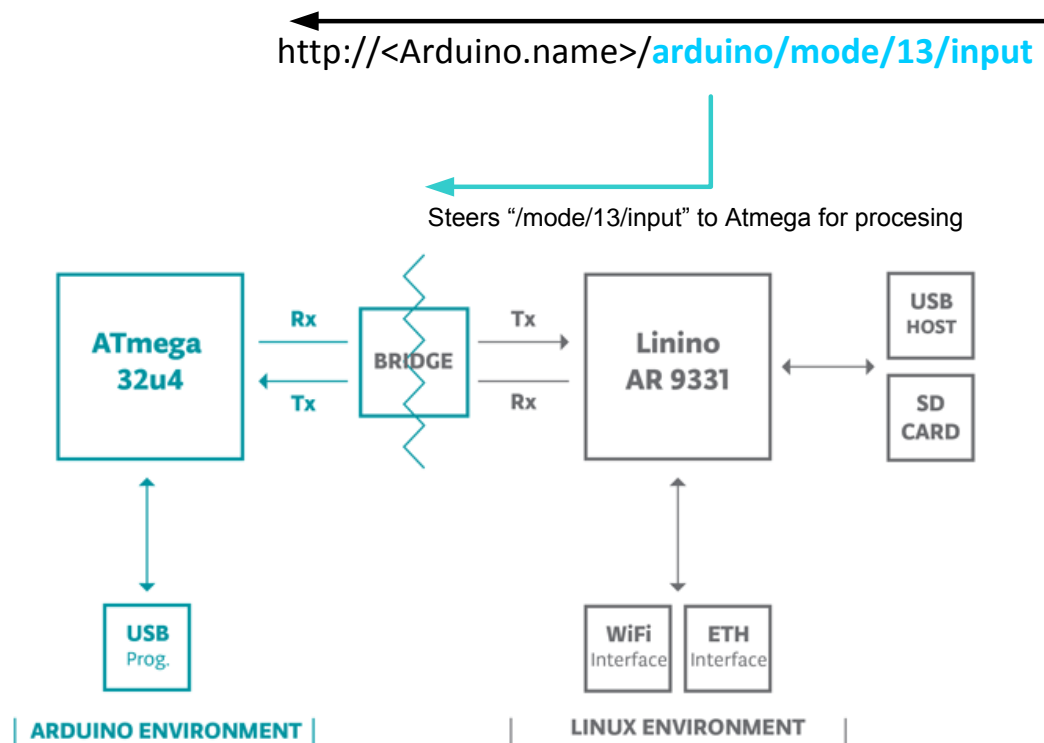 http://<Arduino.name>/arduino/mode/13/input
Steers “/mode/13/input” to Atmega for procesing
ATmega
32u4
Rx
Tx
BRIDGE
Tx
Rx
Linino
AR 9331
USB
HOST
SD
CARD
USB
Prog.
WiFi
Interface
ETH
Interface
| ARDUINO ENVIRONMENT |
| LINUX ENVIRONMENT |